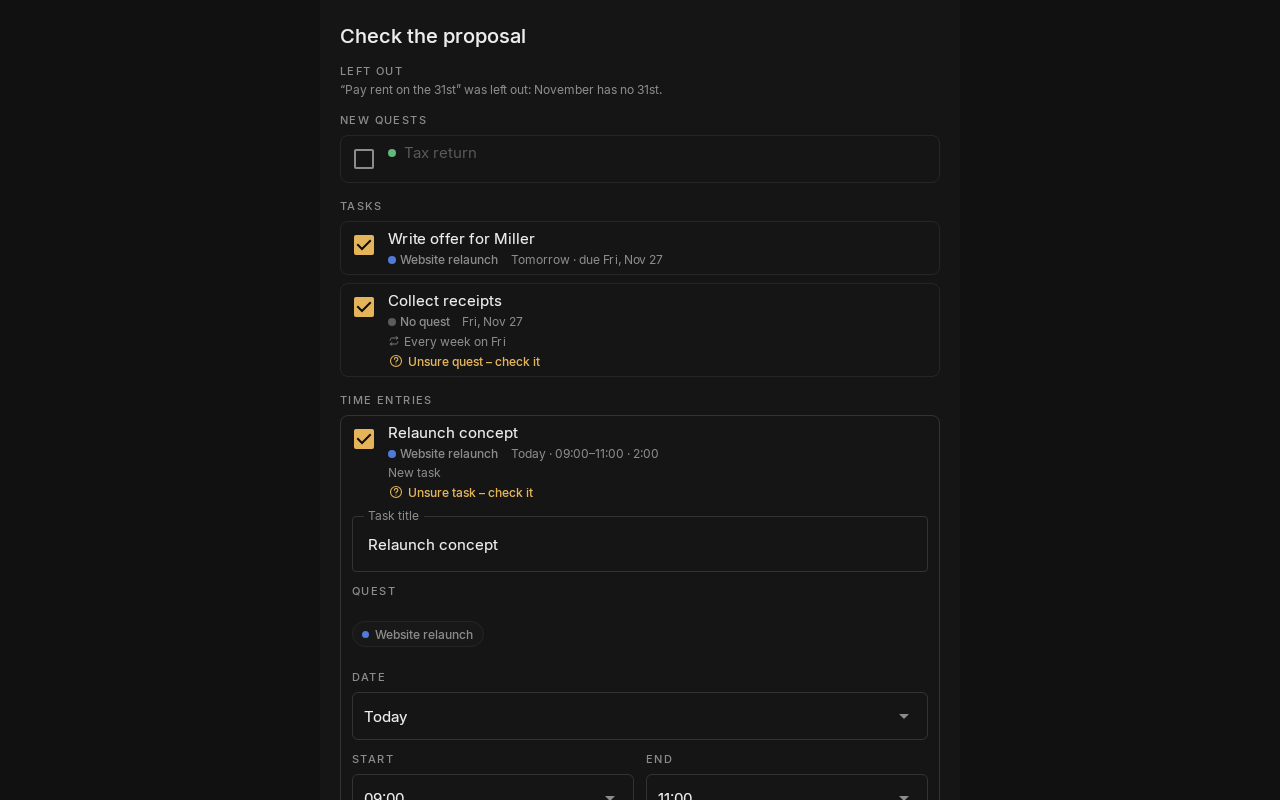 Check the proposal
LEFT OUT
“Pay rent on the 31st” was left out: November has no 31st.
NEW QUESTS
Tax return
TASKS
Write offer for Miller
Website relaunch Tomorrow · due Fri, Nov 27
Collect receipts
No quest Fri, Nov 27
Every week on Fri
Unsure quest – check it
TIME ENTRIES
Relaunch concept
Website relaunch Today · 09:00–11:00 · 2:00
New task
Unsure task – check it
Task title
Relaunch concept
QUEST
Website relaunch
DATE
Today
START END
09:00 11:00